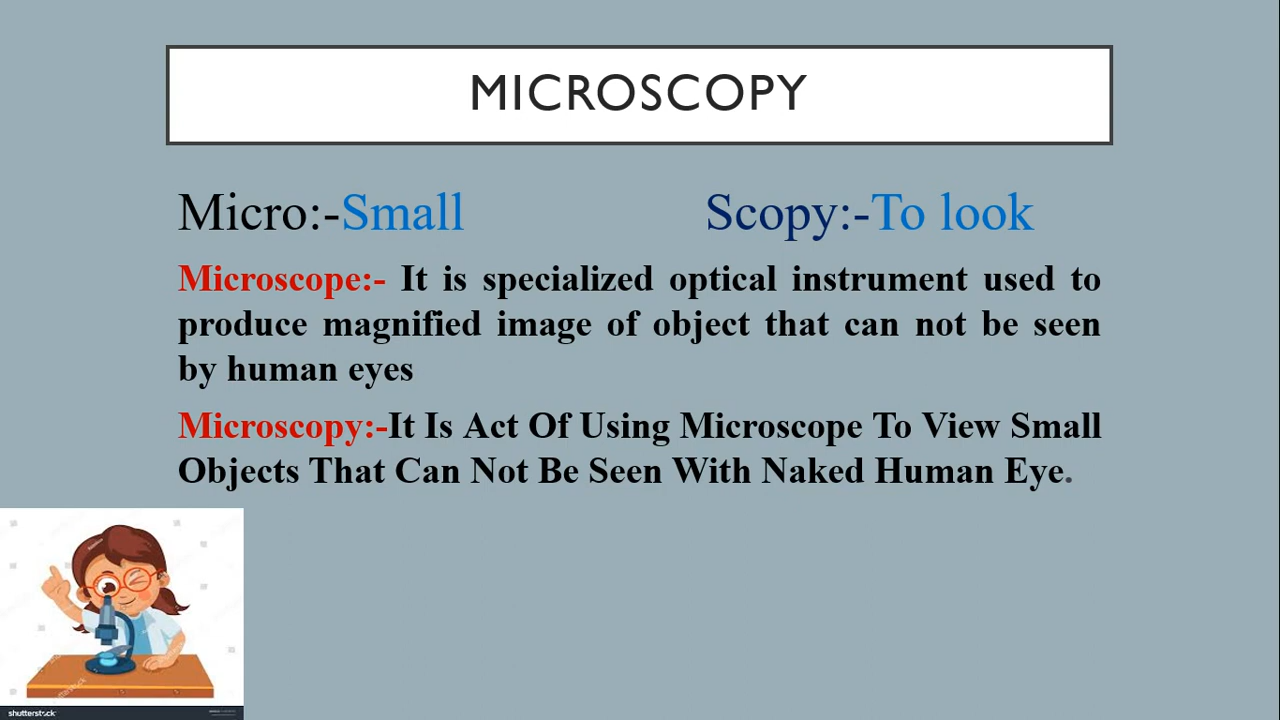 MICROSCOPY
Micro:-Small Scopy:-To look
Microscope:- It is specialized optical instrument used to
produce magnified image of object that can not be seen
by human eyes
Microscopy:-It Is Act Of Using Microscope To View Small
Objects That Can Not Be Seen With Naked Human Eye.
shutterstock
shutterstock